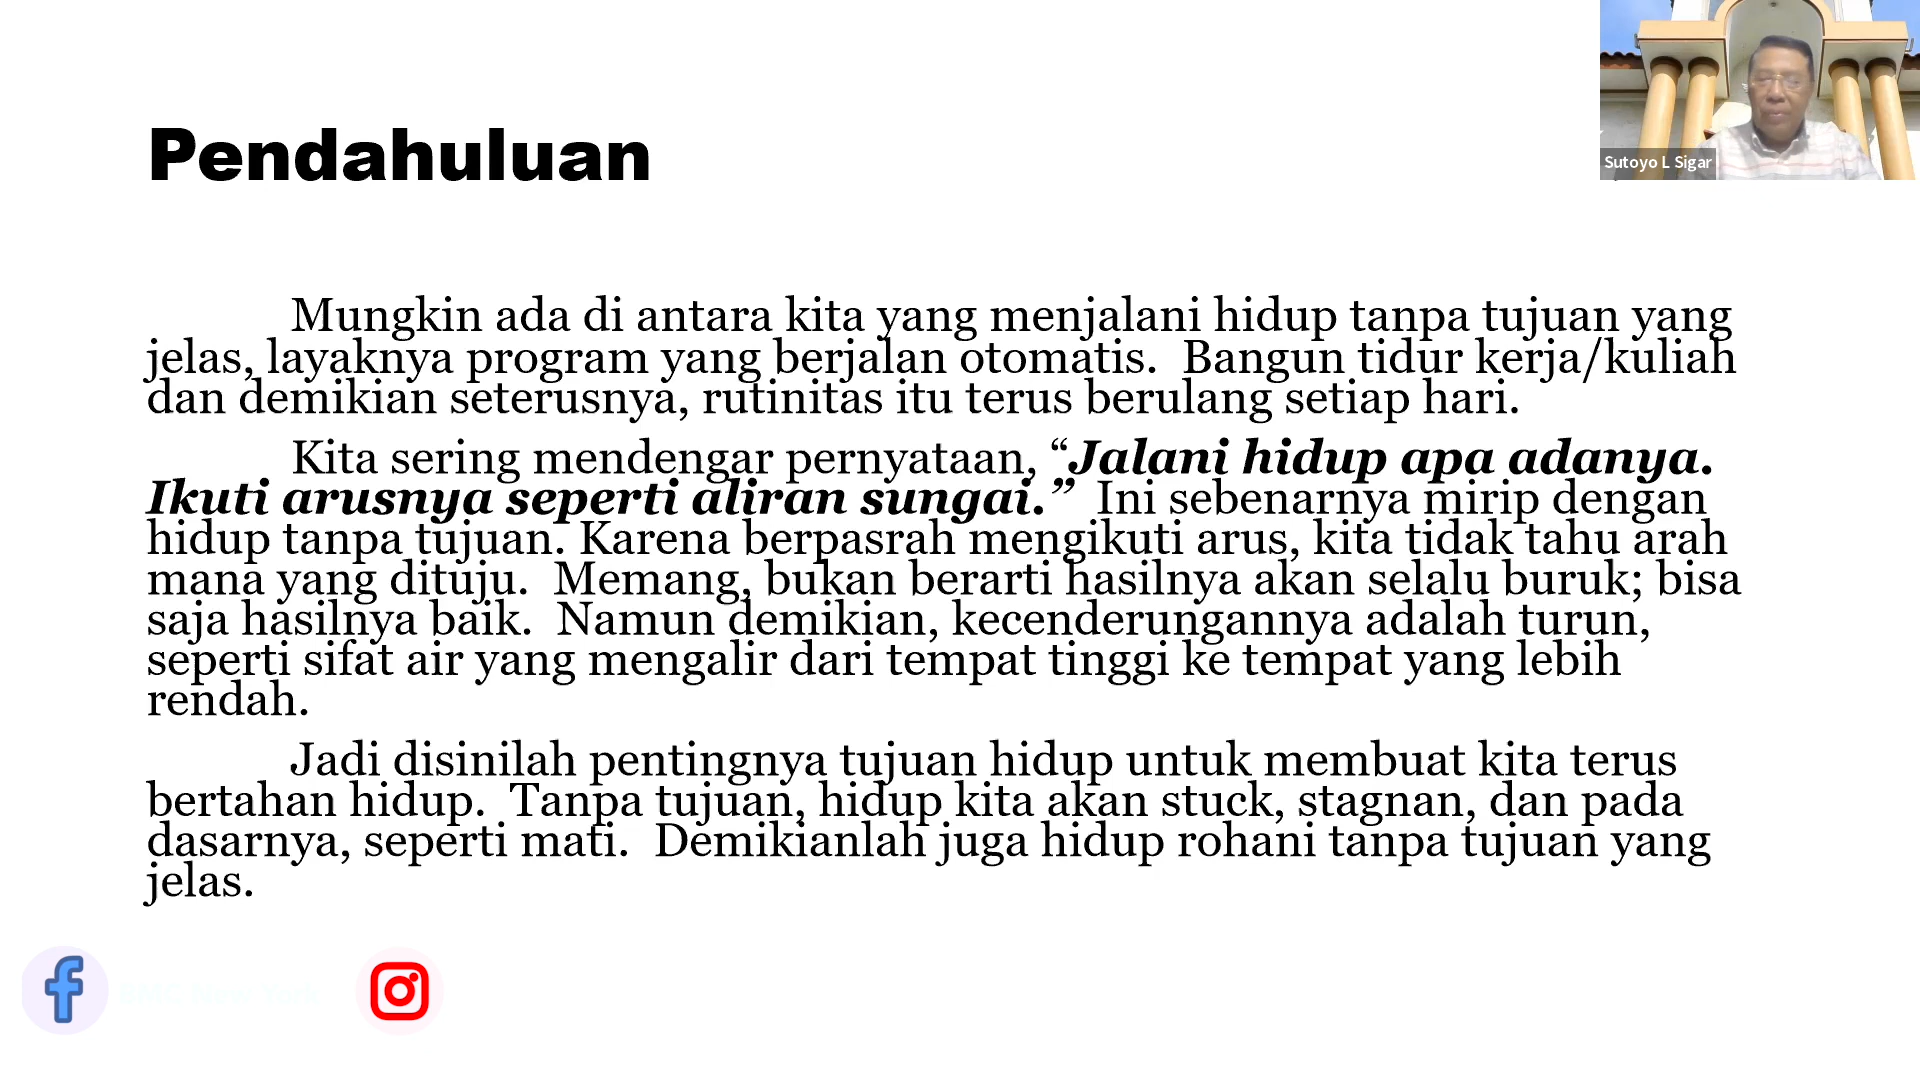 Pendahuluan
Sutoyo L Sigar
Mungkin ada di antara kita yang menjalani hidup tanpa tujuan yang
jelas, layaknya program yang berjalan otomatis.  Bangun tidur kerja/kuliah
dan demikian seterusnya, rutinitas itu terus berulang setiap hari.
Kita sering mendengar pernyataan, “Jalani hidup apa adanya.
Ikuti arusnya seperti aliran sungai.”  Ini sebenarnya mirip dengan
hidup tanpa tujuan. Karena berpasrah mengikuti arus, kita tidak tahu arah
mana yang dituju.  Memang, bukan berarti hasilnya akan selalu buruk; bisa
saja hasilnya baik.  Namun demikian, kecenderungannya adalah turun,
seperti sifat air yang mengalir dari tempat tinggi ke tempat yang lebih
rendah.
Jadi disinilah pentingnya tujuan hidup untuk membuat kita terus
bertahan hidup.  Tanpa tujuan, hidup kita akan stuck, stagnan, dan pada
dasarnya, seperti mati.  Demikianlah juga hidup rohani tanpa tujuan yang
jelas.